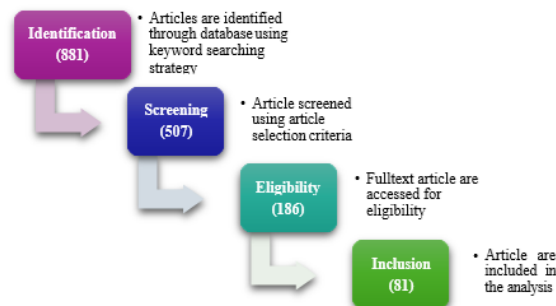 Identification
(881)
• Articles are identified
through database using
keyword searching
strategy
Screening
(507)
• Article screened
using article
selection criteria
Eligibility
(186)
• Fulltext article are
accessed for
eligibility
Inclusion
(81)
• Article are
included in
the analysis